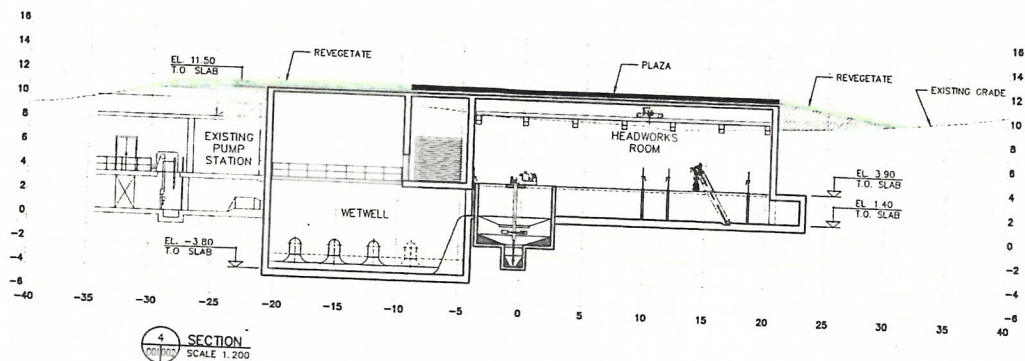 16
14
12
10
8
6
4
2
0
-2
-4
-6
16
14
12
10
8
6
4
2
0
-2
-4
-6
EL. 11.50
T.O SLAB
REVEGETATE
PLAZA
REVEGETATE
EXISTING GRADE
EXISTING
PUMP
STATION
HEADWORKS
ROOM
WETWELL
EL. 3.90
T.O. SLAB
EL 1.40
T.O. SLAB
EL. -3.80
T.O SLAB
-40 -35 -30 -25 -20 -15 -10 -5 0 5 10 15 20 25 30 35 40
4
SECTION
SCALE 1.200